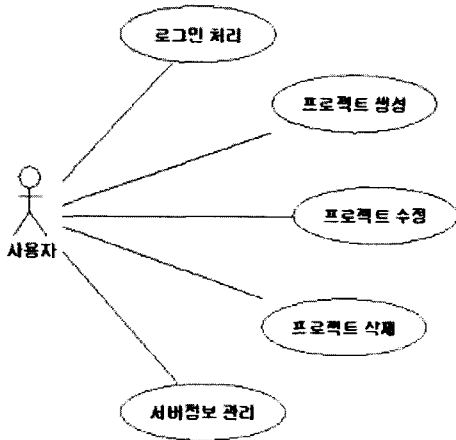 로그인 처리
프로젝트 생성
프로젝트 수정
사용자
프로젝트 삭제
서버정보 관리